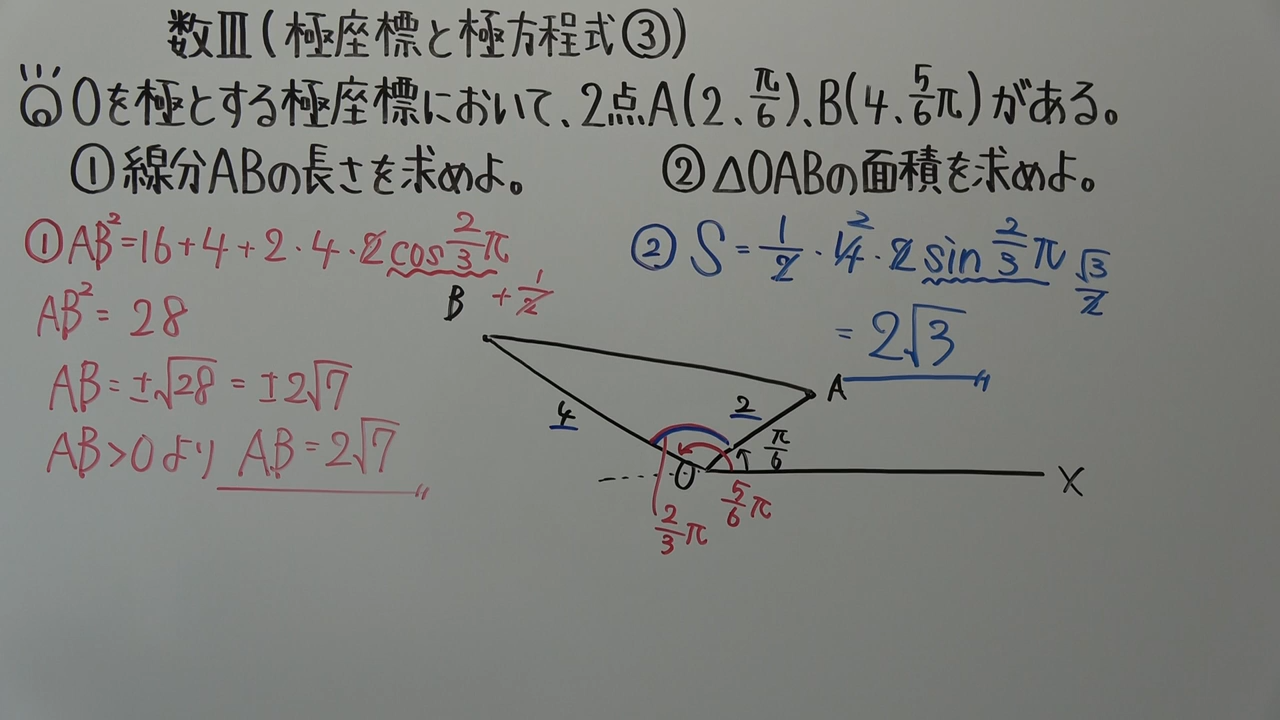 数Ⅲ(極座標と極方程式③)
Oを極とする極座標において、2点A(2、π/6)、B(4、5/6π)がある。
①線分ABの長さを求めよ。
②△OABの面積を求めよ。
①AB²=16+4+2・4・2cos2/3π
+1/2
AB²=28
AB=±√28=±2√7
AB>0より AB=2√7
②S=1/2・4・2sin2/3π
2
√3/2
=2√3
B
A
4
2
π/6
O
X
5/6π
2/3π